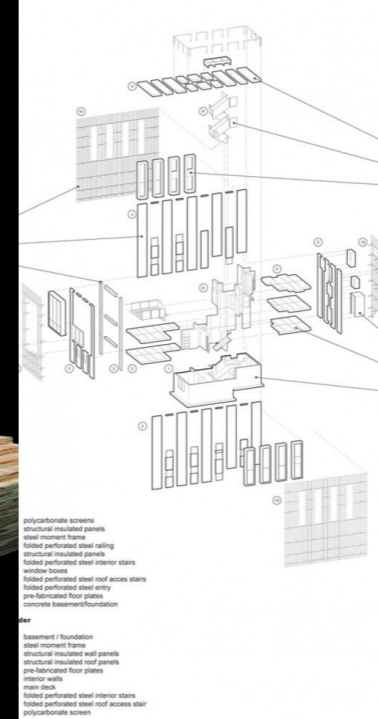 polycarbonate screens
structural insulated panels
steel moment frame
folded perforated steel railing
structural insulated panels
folded perforated steel interior stairs
window boxes
folded perforated steel roof acces stairs
folded perforated steel entry
pre-fabricated floor plates
concrete basement/foundation
der
basement / foundation
steel moment frame
structural insulated wall panels
structural insulated roof panels
pre-fabricated floor plates
interior walls
main deck
folded perforated steel interior stairs
folded perforated steel roof access stair
polycarbonate screen